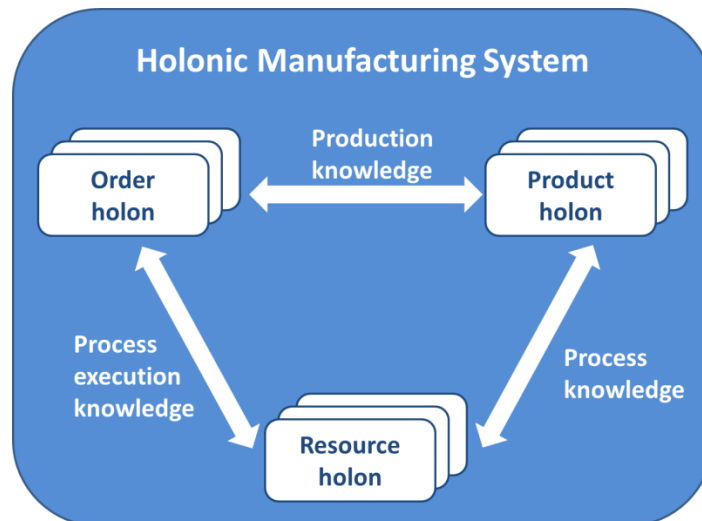 Holonic Manufacturing System
Production
knowledge
Order
holon
Product
holon
Process
execution
knowledge
Process
knowledge
Resource
holon